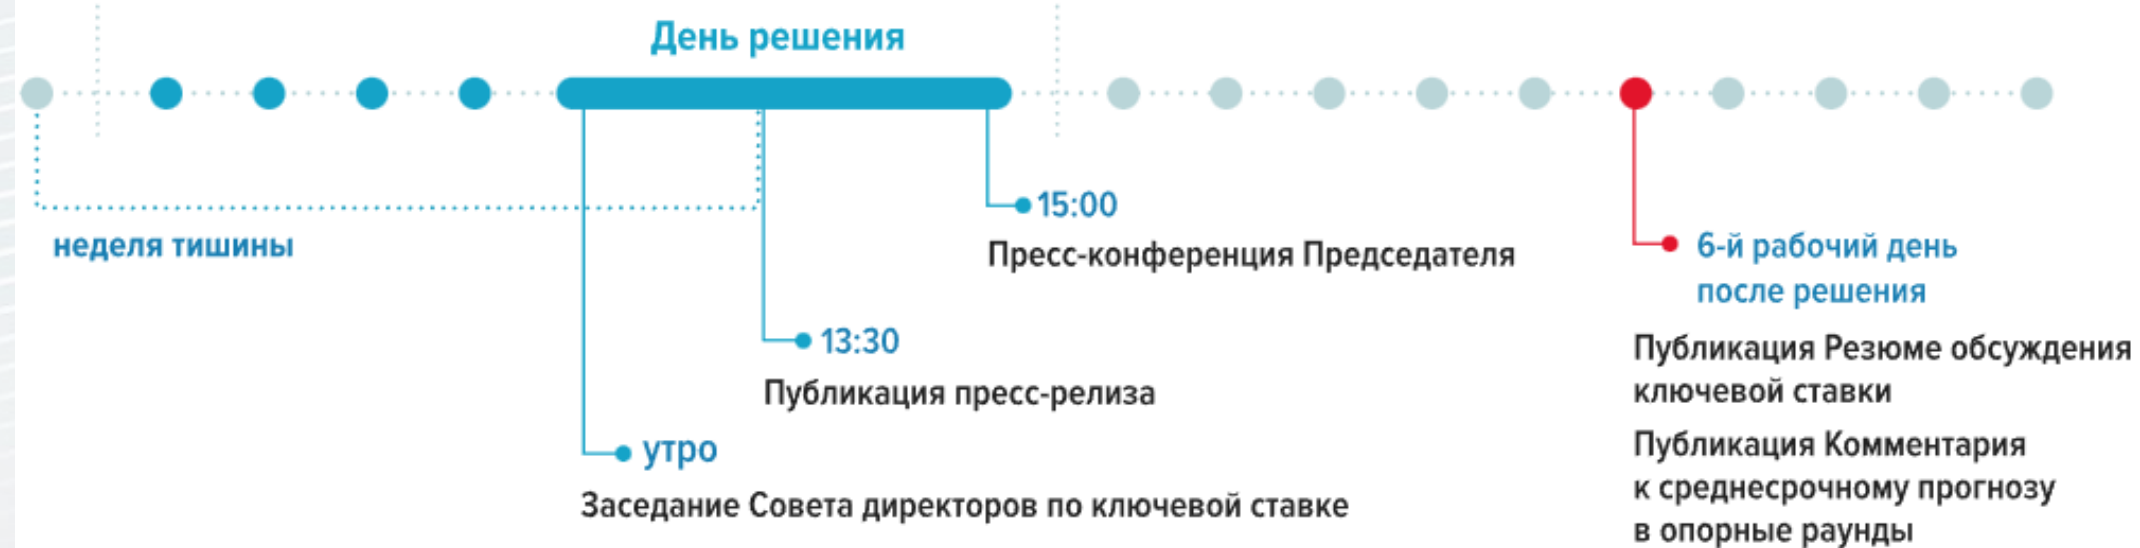 День решения
неделя тишины
15:00
Пресс-конференция Председателя
13:30
Публикация пресс-релиза
утро
Заседание Совета директоров по ключевой ставке
6-й рабочий день
после решения
Публикация Резюме обсуждения
ключевой ставки
Публикация Комментария
к среднесрочному прогнозу
в опорные раунды